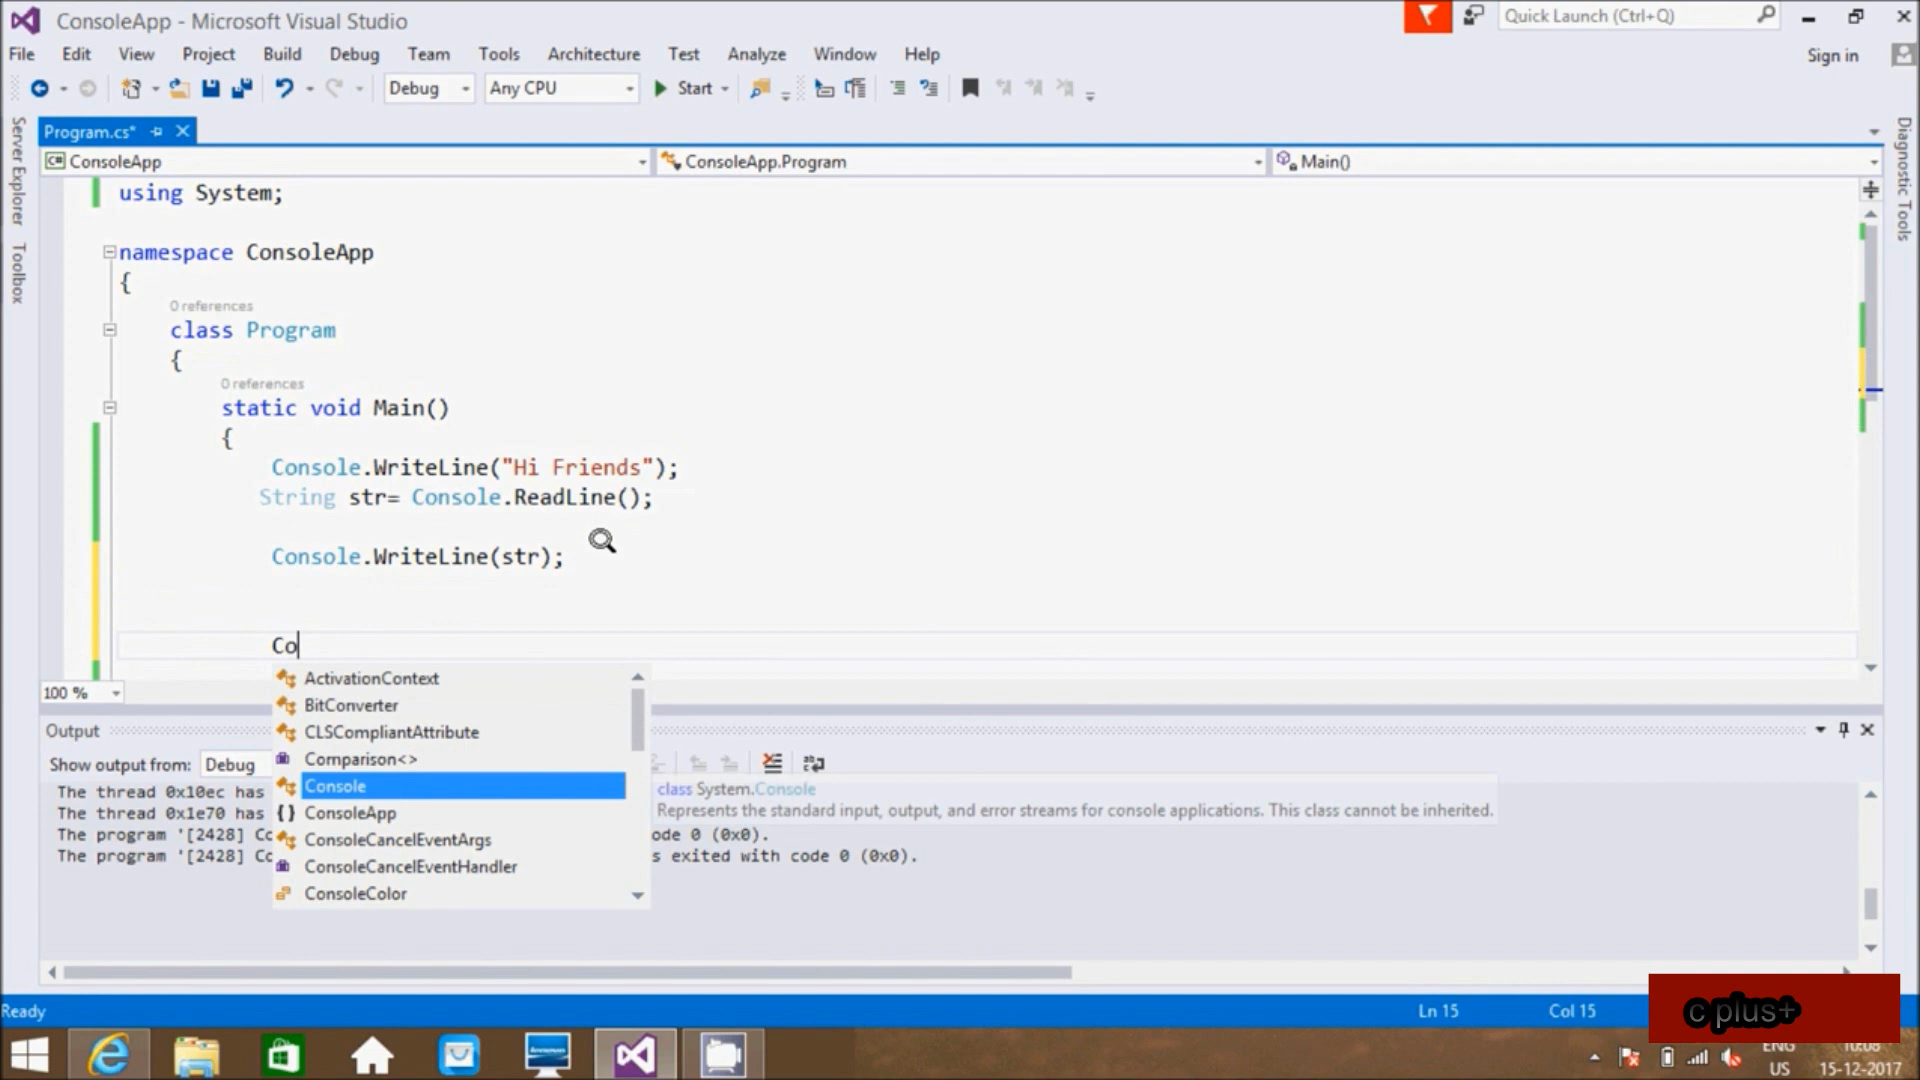 ConsoleApp - Microsoft Visual Studio
Quick Launch (Ctrl+Q)
File Edit View Project Build Debug Team Tools Architecture Test Analyze Window Help
Sign in
Debug Any CPU Start
Server Explorer
Toolbox
Diagnostic Tools
Program.cs*
C# ConsoleApp ConsoleApp.Program Main()
using System;
namespace ConsoleApp
{
0 references
class Program
{
0 references
static void Main()
{
Console.WriteLine("Hi Friends");
String str= Console.ReadLine();
Console.WriteLine(str);
Co
100 %
ActivationContext
BitConverter
CLSCompliantAttribute
Comparison<>
Console
{ } ConsoleApp
ConsoleCancelEventArgs
ConsoleCancelEventHandler
ConsoleColor
class System.Console
Represents the standard input, output, and error streams for console applications. This class cannot be inherited.
Output
Show output from: Debug
The thread 0x10ec has
The thread 0x1e70 has
The program '[2428] Co ode 0 (0x0).
The program '[2428] Co s exited with code 0 (0x0).
Ready Ln 15 Col 15
c plus+
ENG
US
10:08
15-12-2017